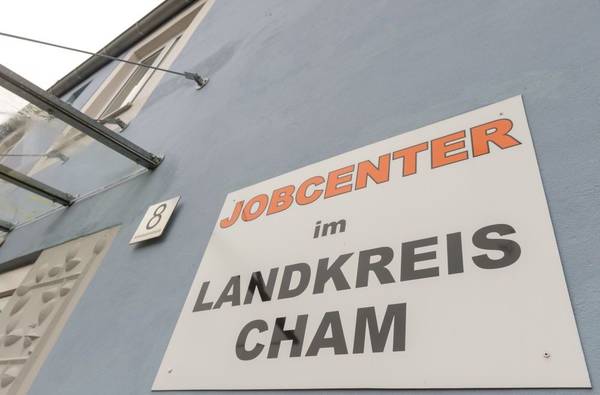 JOBCENTER
im
LANDKREIS
CHAM
8